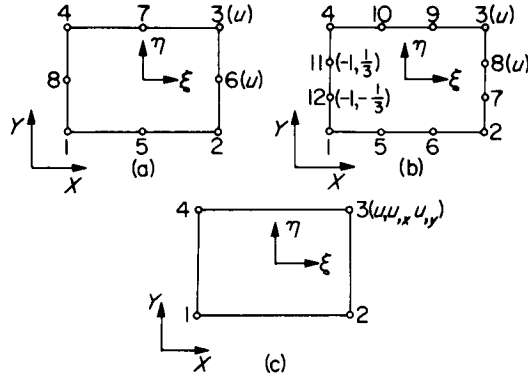 4 7 3(u) 4 10 9 3(u)
η η
11 (-1, 1/3) 8(u)
8 ξ 6(u) ξ
12 (-1, -1/3) 7
Y 1 5 2 Y 1 5 6 2
X (a) X (b)
4 3(u,u,x u,y)
η
ξ
Y 1 2
X (c)